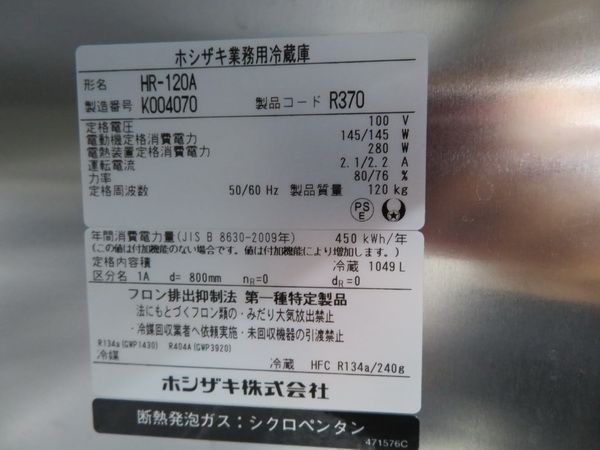 ホシザキ業務用冷蔵庫
形名 HR-120A
製造番号 K004070 製品コード R370
定格電圧 100 V
電動機定格消費電力 145/145 W
電熱装置定格消費電力 280 W
運転電流 2.1/2.2 A
力率 80/76 %
定格周波数 50/60 Hz 製品質量 120 kg
PS
E
年間消費電力量(JIS B 8630-2009年) 450 kWh/年
(この値は付加機能のない場合です。値は付加機能により増加します。)
定格内容積 冷蔵 1049 L
区分名 1A d= 800mm nR=0 dR=0
フロン排出抑制法 第一種特定製品
法にもとづくフロン類の・みだり大気放出禁止
・冷媒回収業者へ依頼実施・未回収機器の引渡禁止
R134a(GWP1430) R404A(GWP3920)
冷媒 冷蔵 HFC R134a/240g
ホシザキ株式会社
断熱発泡ガス：シクロペンタン
471576C